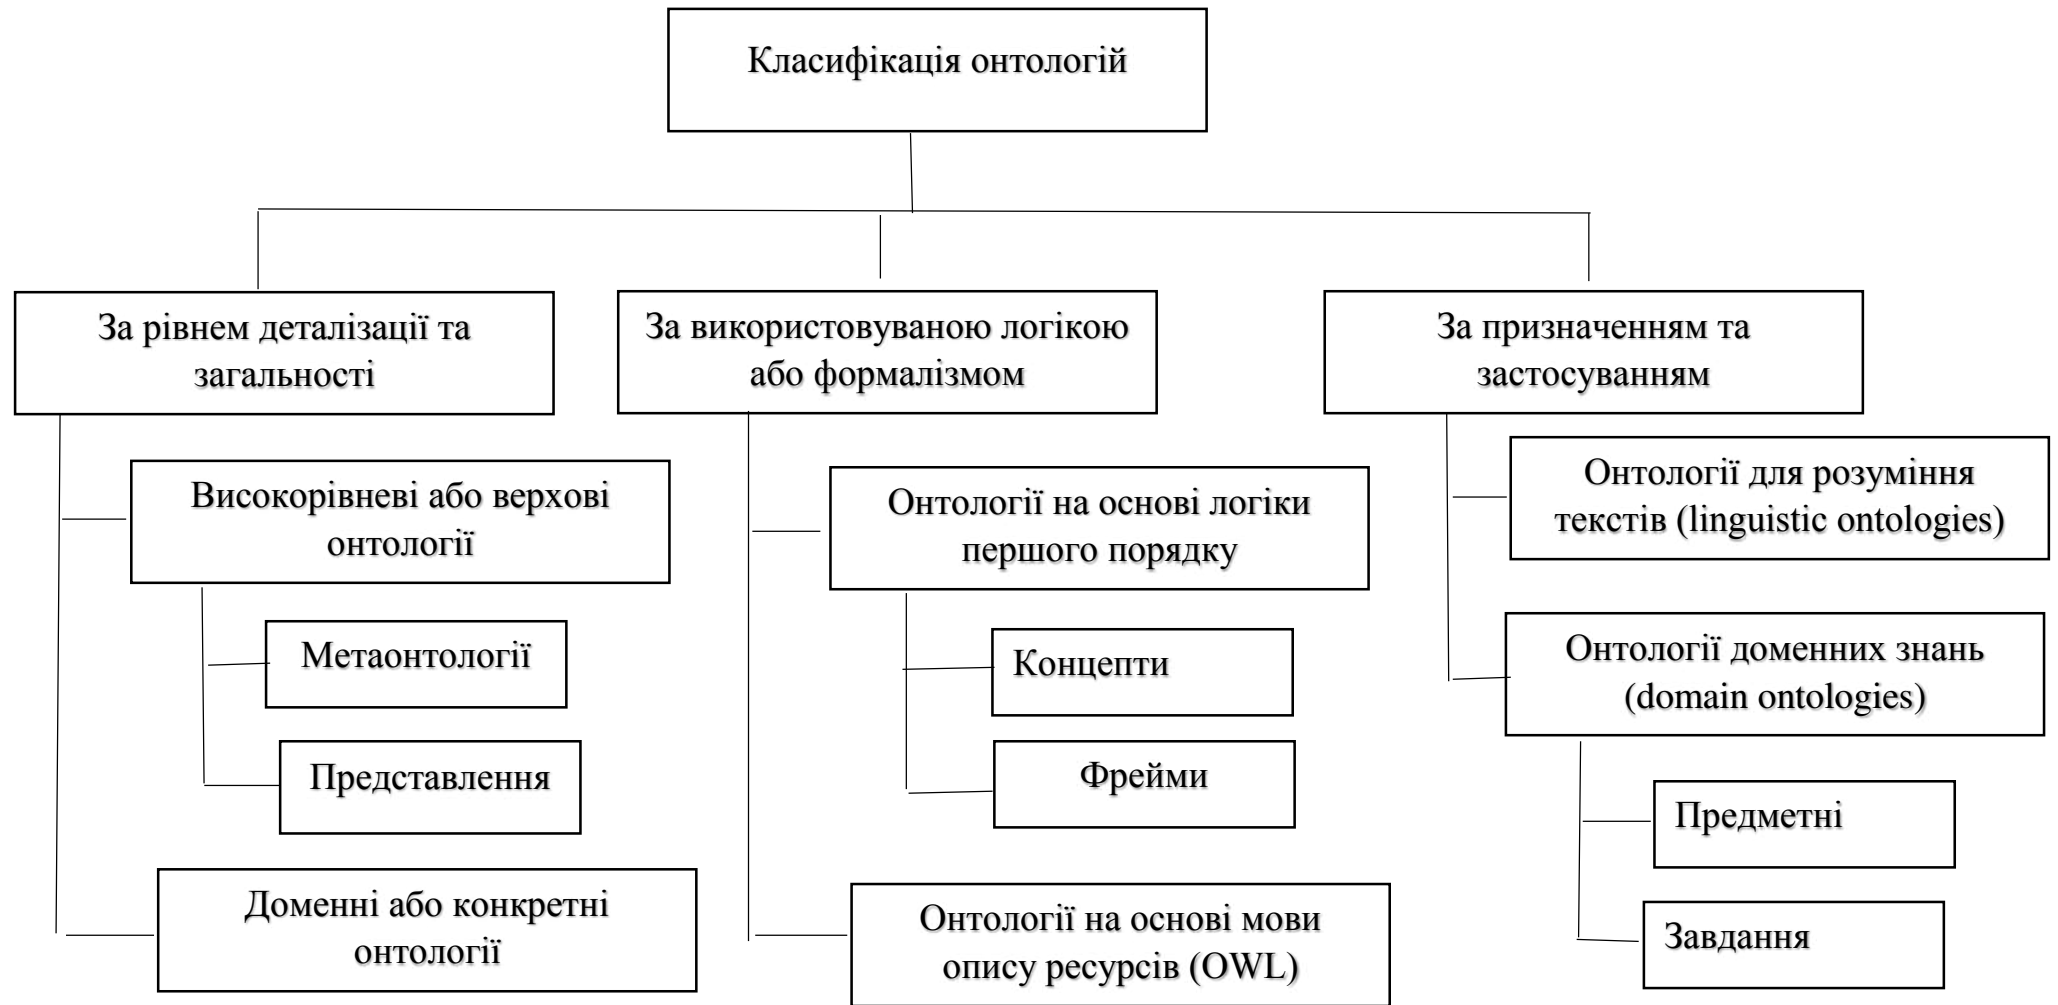 Класифікація онтологій
За рівнем деталізації та
загальності
Високорівневі або верхові
онтології
Метаонтології
Представлення
Доменні або конкретні
онтології
За використовуваною логікою
або формалізмом
Онтології на основі логіки
першого порядку
Концепти
Фрейми
Онтології на основі мови
опису ресурсів (OWL)
За призначенням та
застосуванням
Онтології для розуміння
текстів (linguistic ontologies)
Онтології доменних знань
(domain ontologies)
Предметні
Завдання